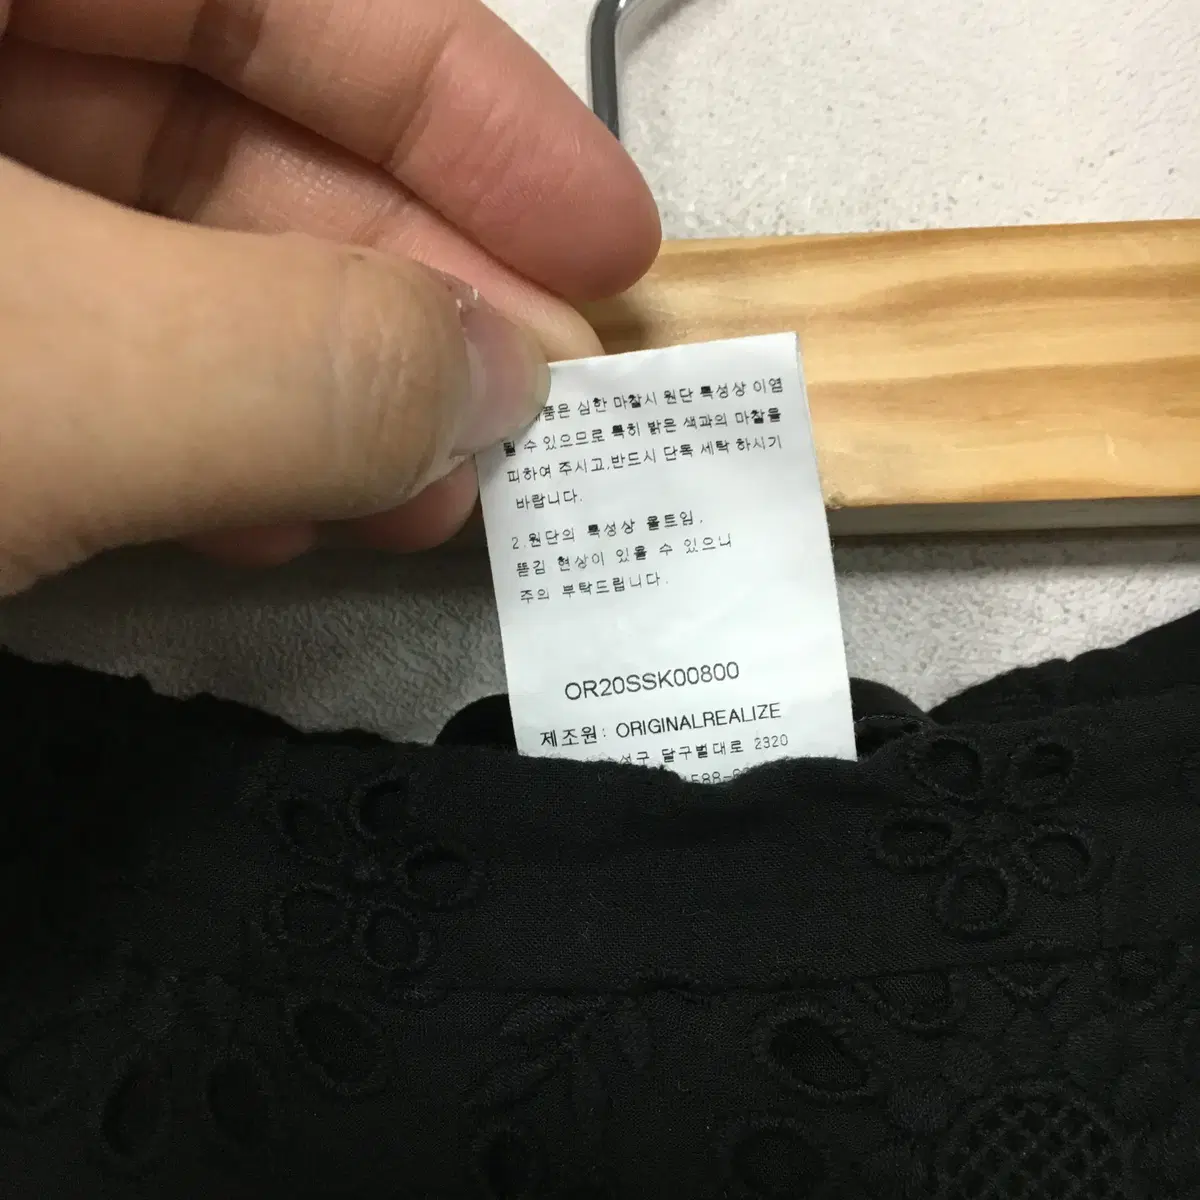 제품은 심한 마찰시 원단 특성상 이염
될 수 있으므로 특히 밝은 색과의 마찰을
피하여 주시고,반드시 단독 세탁 하시기
바랍니다.
2.원단의 특성상 올트임,
뜯김 현상이 있을 수 있으니
주의 부탁드립니다.
OR20SSK00800
제조원: ORIGINALREALIZE
달구벌대로 2320